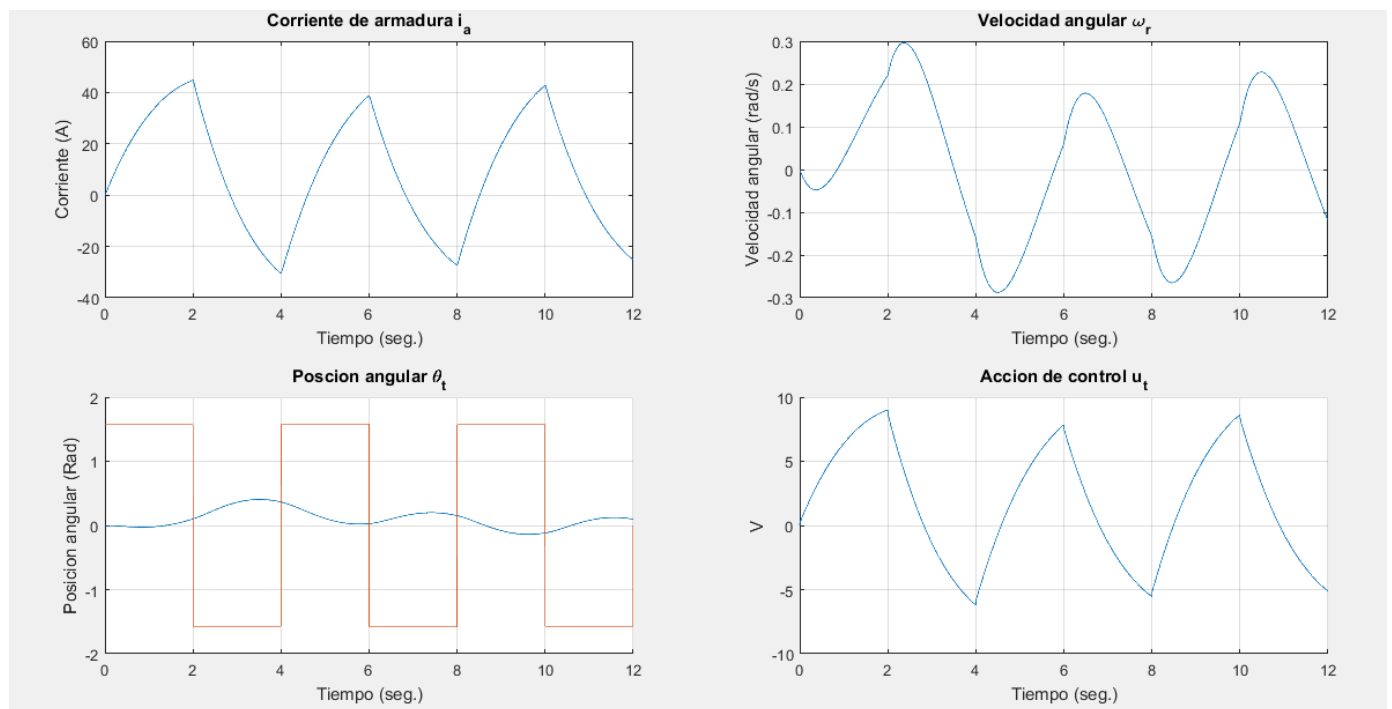 Corriente de armadura i_a
Corriente (A)
60
40
20
0
-20
-40
0 2 4 6 8 10 12
Tiempo (seg.)
Velocidad angular ω_r
Velocidad angular (rad/s)
0.3
0.2
0.1
0
-0.1
-0.2
-0.3
0 2 4 6 8 10 12
Tiempo (seg.)
Poscion angular θ_t
Posicion angular (Rad)
2
1
0
-1
-2
0 2 4 6 8 10 12
Tiempo (seg.)
Accion de control u_t
V
10
5
0
-5
-10
0 2 4 6 8 10 12
Tiempo (seg.)